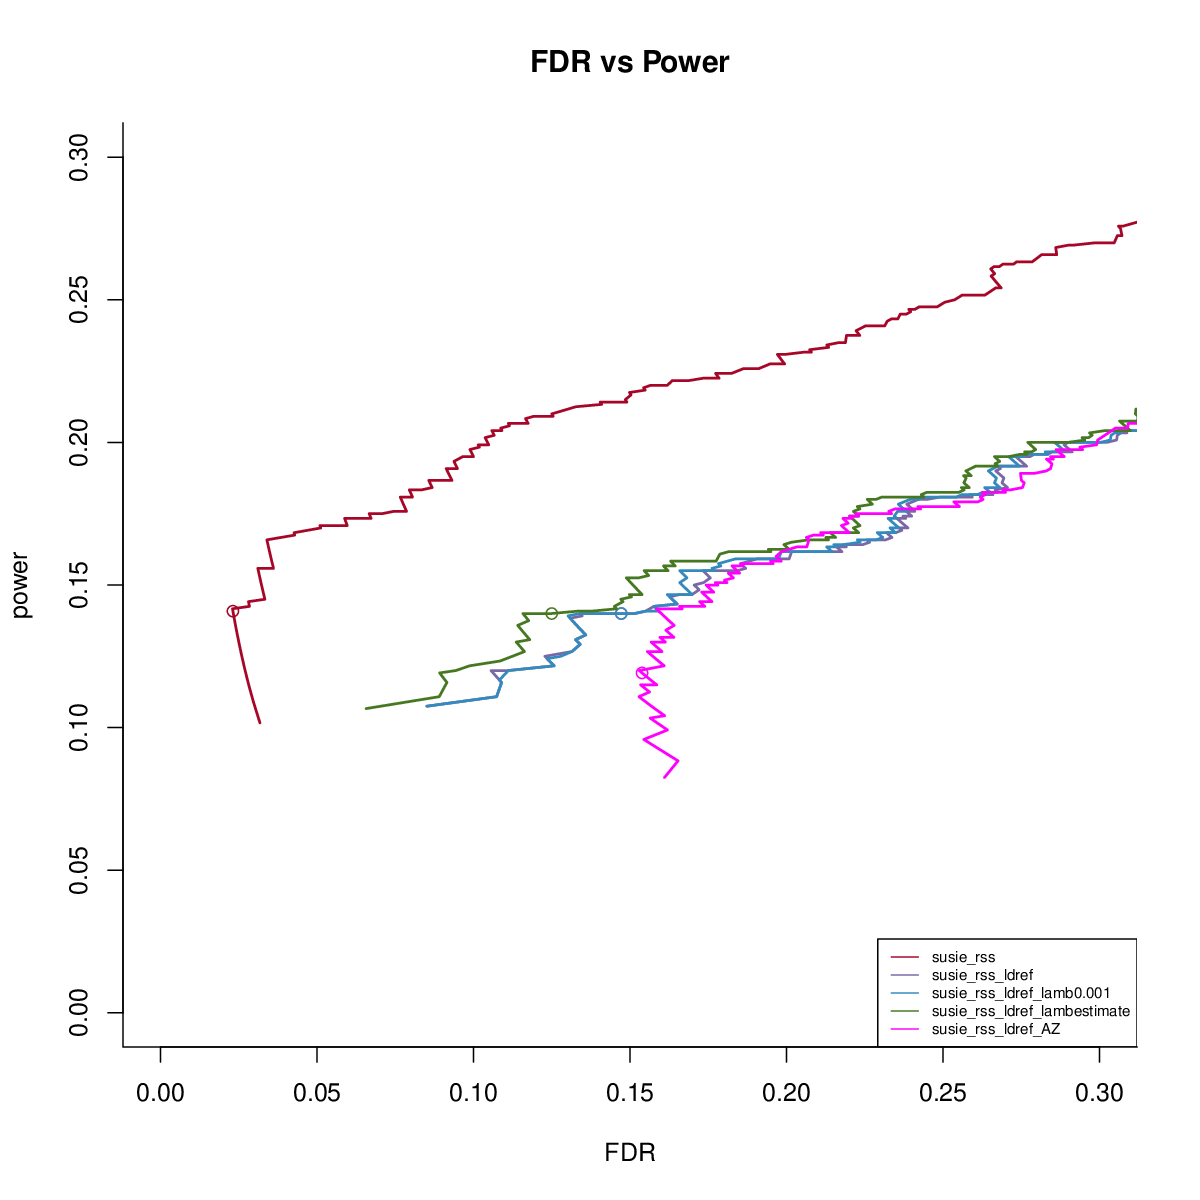 FDR vs Power
power
0.30
0.25
0.20
0.15
0.10
0.05
0.00
susie_rss
susie_rss_ldref
susie_rss_ldref_lamb0.001
susie_rss_ldref_lambestimate
susie_rss_ldref_AZ
0.00 0.05 0.10 0.15 0.20 0.25 0.30
FDR